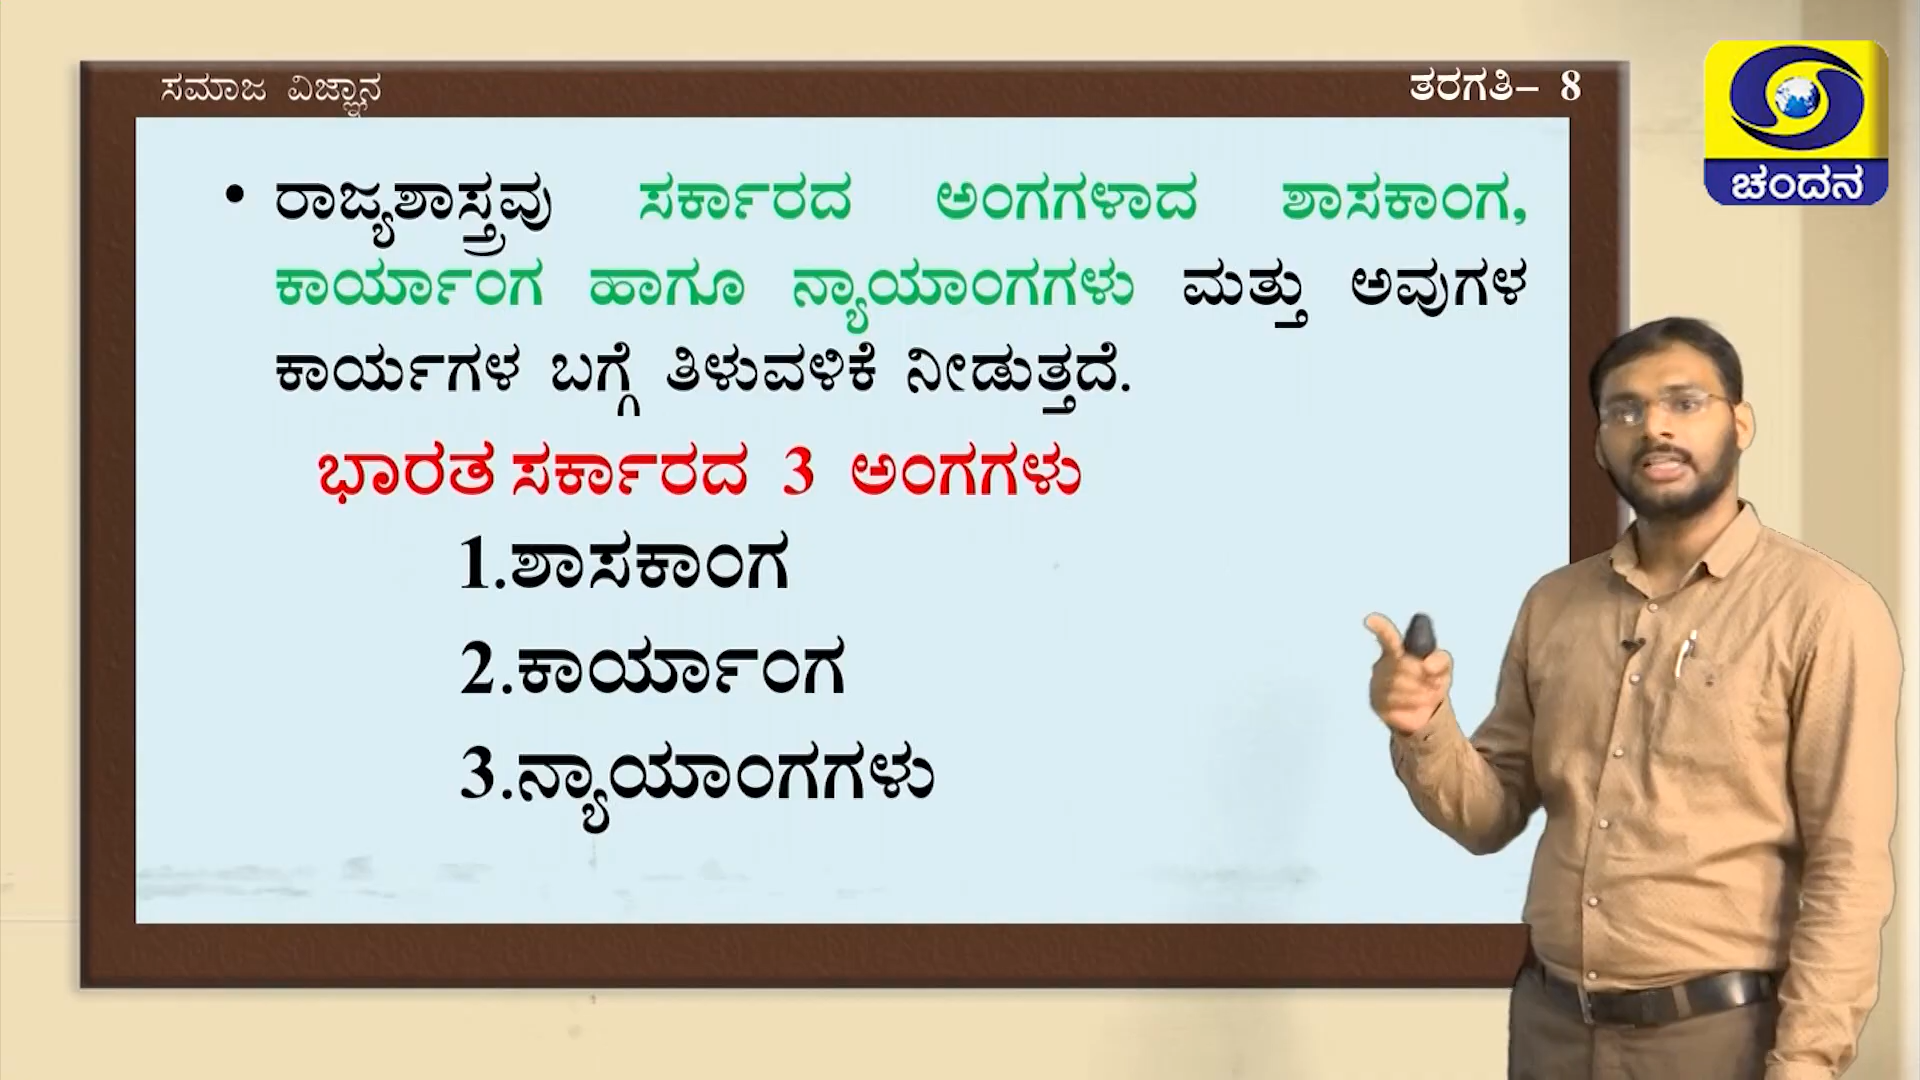 ಸಮಾಜ ವಿಜ್ಞಾನ
ತರಗತಿ– 8
ಚಂದನ
• ರಾಜ್ಯಶಾಸ್ತ್ರವು ಸರ್ಕಾರದ ಅಂಗಗಳಾದ ಶಾಸಕಾಂಗ,
ಕಾರ್ಯಾಂಗ ಹಾಗೂ ನ್ಯಾಯಾಂಗಗಳು ಮತ್ತು ಅವುಗಳ
ಕಾರ್ಯಗಳ ಬಗ್ಗೆ ತಿಳುವಳಿಕೆ ನೀಡುತ್ತದೆ.
ಭಾರತ ಸರ್ಕಾರದ 3 ಅಂಗಗಳು
1.ಶಾಸಕಾಂಗ
2.ಕಾರ್ಯಾಂಗ
3.ನ್ಯಾಯಾಂಗಗಳು